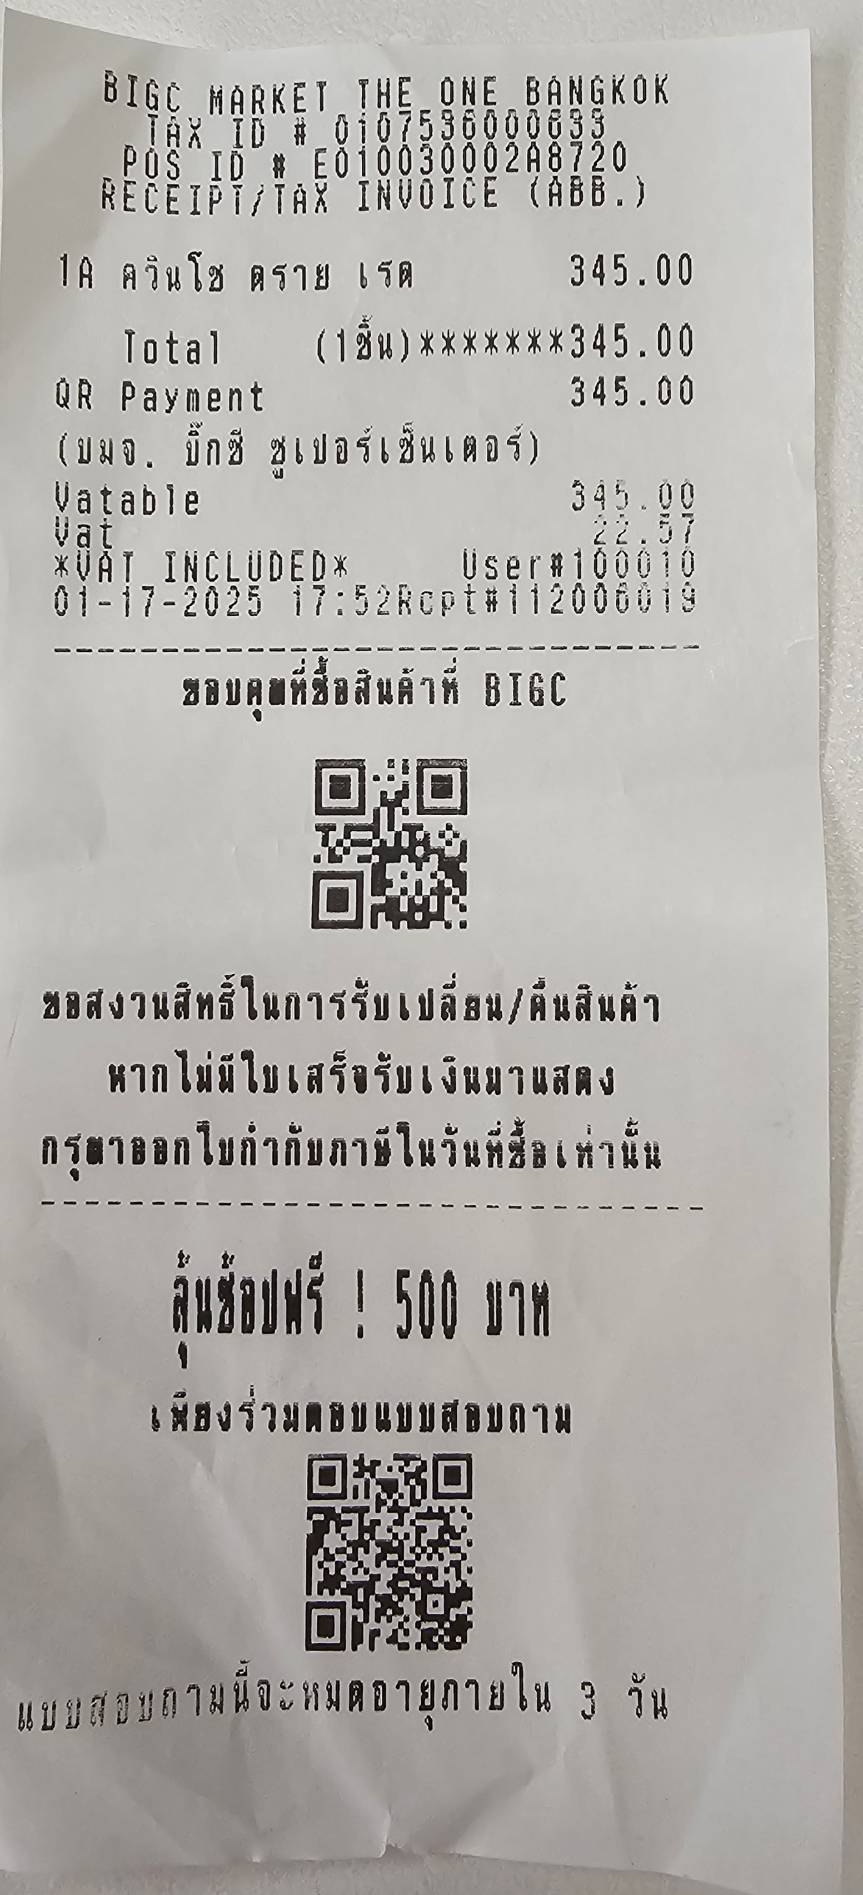 BIGC MARKET THE ONE BANGKOK
TAX ID # 0107536000633
POS ID # E010030002A8720
RECEIPT/TAX INVOICE (ABB.)
1A ควินโซ ดราย เรด 345.00
Total (1ชิ้น)*******345.00
QR Payment 345.00
(บมจ. บิ๊กซี ซูเปอร์เซ็นเตอร์)
Vatable 345.00
Vat 22.57
*VAT INCLUDED* User#100010
01-17-2025 17:52Rcpt#112006019
ขอบคุณที่ซื้อสินค้าที่ BIGC
ขอสงวนสิทธิ์ในการรับเปลี่ยน/คืนสินค้า
หากไม่มีใบเสร็จรับเงินมาแสดง
กรุณาออกใบกำกับภาษีในวันที่ซื้อเท่านั้น
ลุ้นช้อปฟรี ! 500 บาท
เพียงร่วมตอบแบบสอบถาม
แบบสอบถามนี้จะหมดอายุภายใน 3 วัน